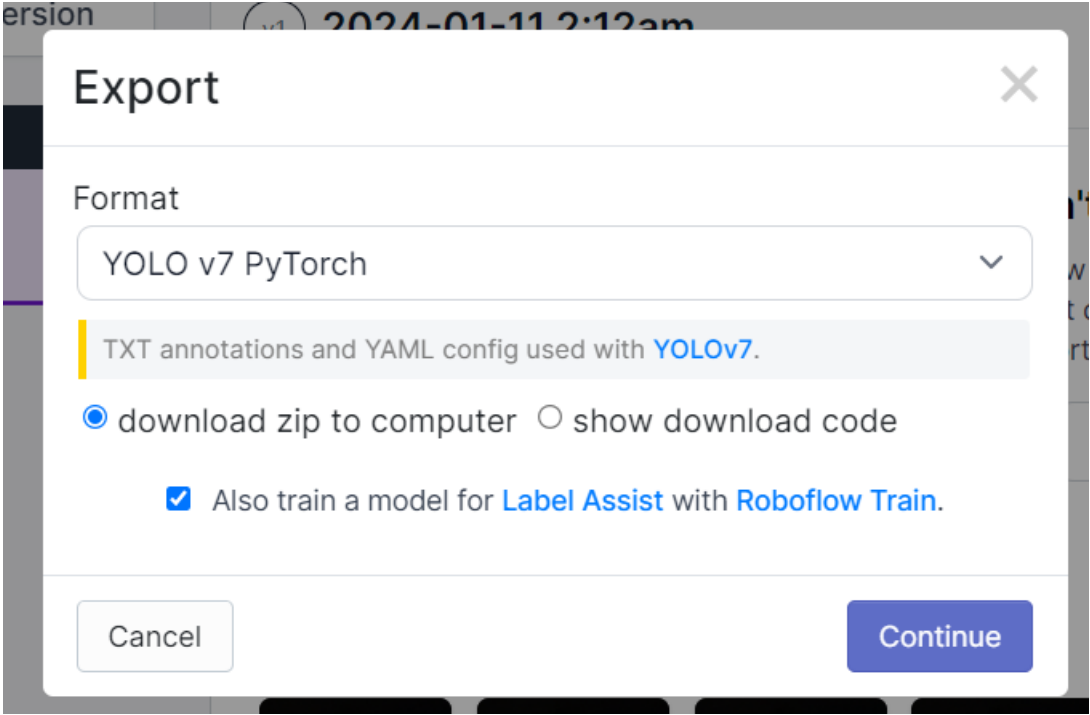 ersion
v1 2024-01-11 2:12am
Export
Format
YOLO v7 PyTorch
TXT annotations and YAML config used with YOLOv7.
download zip to computer show download code
Also train a model for Label Assist with Roboflow Train.
Cancel Continue